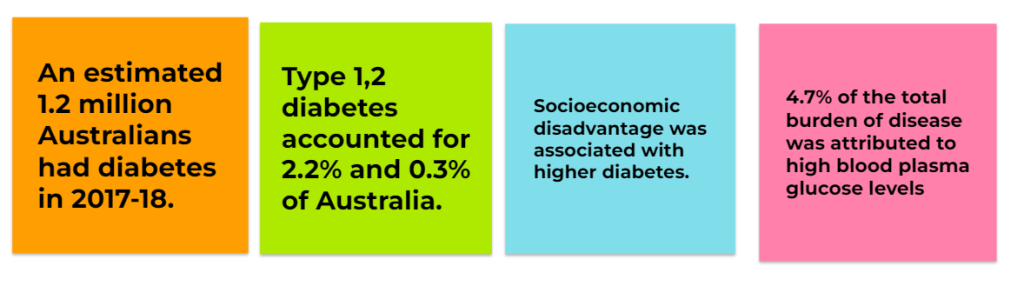 An estimated
1.2 million
Australians
had diabetes
in 2017-18.
Type 1,2
diabetes
accounted for
2.2% and 0.3%
of Australia.
Socioeconomic
disadvantage was
associated with
higher diabetes.
4.7% of the total
burden of disease
was attributed to
high blood plasma
glucose levels